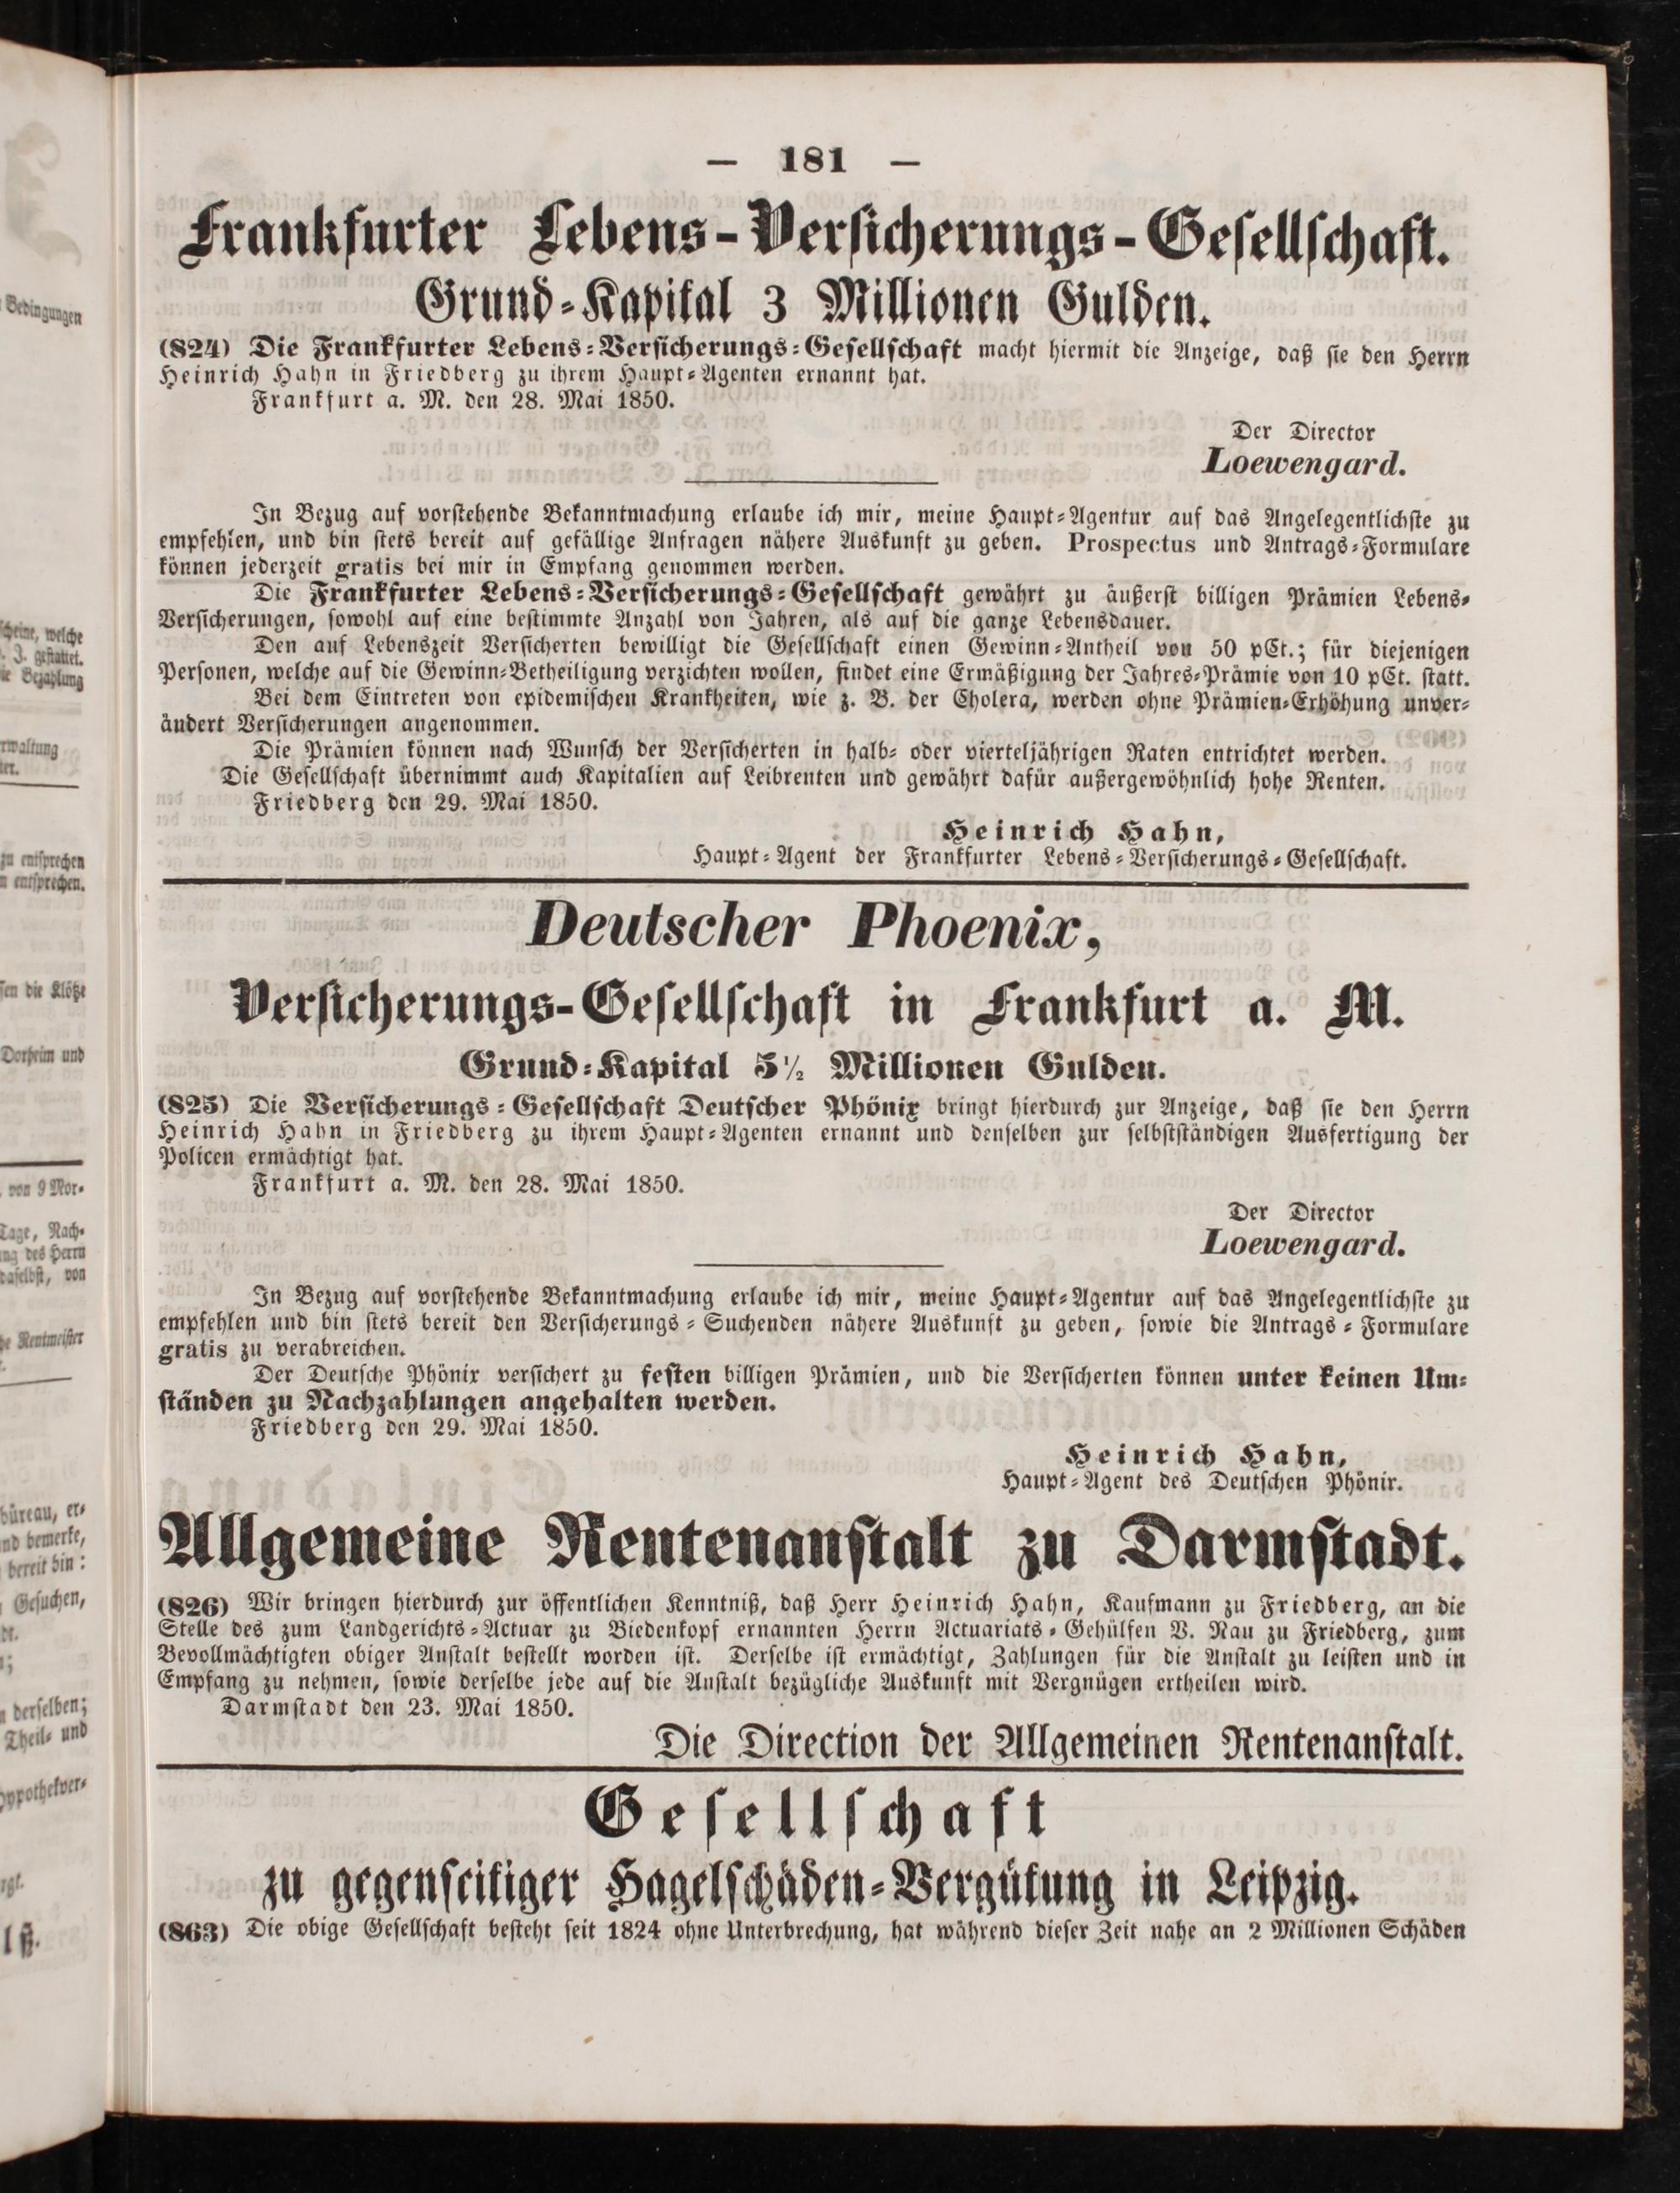 — 181 —
Frankfurter Lebens-Versicherungs-Gesellschaft.
Grund-Kapital 3 Millionen Gulden.
(824) Die Frankfurter Lebens-Versicherungs-Gesellschaft macht hiermit die Anzeige, daß sie den Herrn
Heinrich Hahn in Friedberg zu ihrem Haupt-Agenten ernannt hat.
Frankfurt a. M. den 28. Mai 1850.
Der Director
Loewengard.
In Bezug auf vorstehende Bekanntmachung erlaube ich mir, meine Haupt-Agentur auf das Angelegentlichste zu
empfehlen, und bin stets bereit auf gefällige Anfragen nähere Auskunft zu geben. Prospectus und Antrags-Formulare
können jederzeit gratis bei mir in Empfang genommen werden.
Die Frankfurter Lebens-Versicherungs-Gesellschaft gewährt zu äußerst billigen Prämien Lebens-
Versicherungen, sowohl auf eine bestimmte Anzahl von Jahren, als auf die ganze Lebensdauer.
Den auf Lebenszeit Versicherten bewilligt die Gesellschaft einen Gewinn-Antheil von 50 pCt.; für diejenigen
Personen, welche auf die Gewinn-Betheiligung verzichten wollen, findet eine Ermäßigung der Jahres-Prämie von 10 pCt. statt.
Bei dem Eintreten von epidemischen Krankheiten, wie z. B. der Cholera, werden ohne Prämien-Erhöhung unver-
ändert Versicherungen angenommen.
Die Prämien können nach Wunsch der Versicherten in halb- oder vierteljährigen Raten entrichtet werden.
Die Gesellschaft übernimmt auch Kapitalien auf Leibrenten und gewährt dafür außergewöhnlich hohe Renten.
Friedberg den 29. Mai 1850.
Heinrich Hahn,
Haupt-Agent der Frankfurter Lebens-Versicherungs-Gesellschaft.
Deutscher Phoenix,
Versicherungs-Gesellschaft in Frankfurt a. M.
Grund-Kapital 5½ Millionen Gulden.
(825) Die Versicherungs-Gesellschaft Deutscher Phönix bringt hierdurch zur Anzeige, daß sie den Herrn
Heinrich Hahn in Friedberg zu ihrem Haupt-Agenten ernannt und denselben zur selbstständigen Ausfertigung der
Policen ermächtigt hat.
Frankfurt a. M. den 28. Mai 1850.
Der Director
Loewengard.
In Bezug auf vorstehende Bekanntmachung erlaube ich mir, meine Haupt-Agentur auf das Angelegentlichste zu
empfehlen und bin stets bereit den Versicherungs-Suchenden nähere Auskunft zu geben, sowie die Antrags-Formulare
gratis zu verabreichen.
Der Deutsche Phönix versichert zu festen billigen Prämien, und die Versicherten können unter keinen Um-
ständen zu Nachzahlungen angehalten werden.
Friedberg den 29. Mai 1850.
Heinrich Hahn,
Haupt-Agent des Deutschen Phönix.
Allgemeine Rentenanstalt zu Darmstadt.
(826) Wir bringen hierdurch zur öffentlichen Kenntniß, daß Herr Heinrich Hahn, Kaufmann zu Friedberg, an die
Stelle des zum Landgerichts-Actuar zu Biedenkopf ernannten Herrn Actuariats-Gehülfen V. Nau zu Friedberg, zum
Bevollmächtigten obiger Anstalt bestellt worden ist. Derselbe ist ermächtigt, Zahlungen für die Anstalt zu leisten und in
Empfang zu nehmen, sowie derselbe jede auf die Anstalt bezügliche Auskunft mit Vergnügen ertheilen wird.
Darmstadt den 23. Mai 1850.
Die Direction der Allgemeinen Rentenanstalt.
Gesellschaft
zu gegenseitiger Hagelschäden-Vergütung in Leipzig.
(863) Die obige Gesellschaft besteht seit 1824 ohne Unterbrechung, hat während dieser Zeit nahe an 2 Millionen Schäden